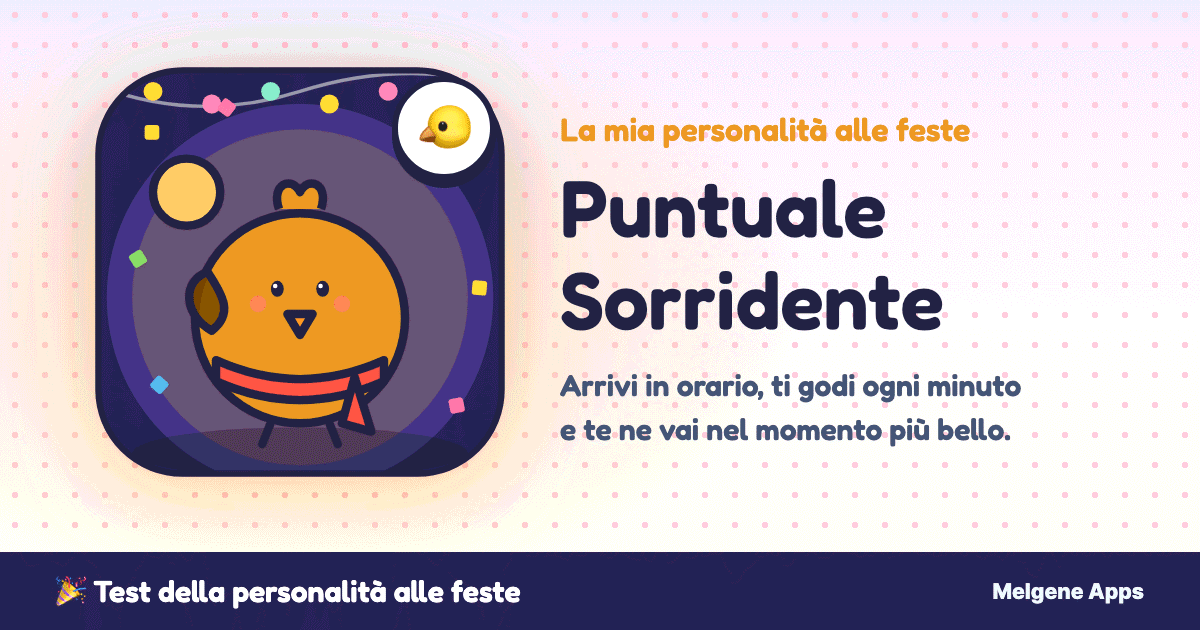 La mia personalità alle feste
Puntuale
Sorridente
Arrivi in orario, ti godi ogni minuto
e te ne vai nel momento più bello.
🎉 Test della personalità alle feste
Melgene Apps